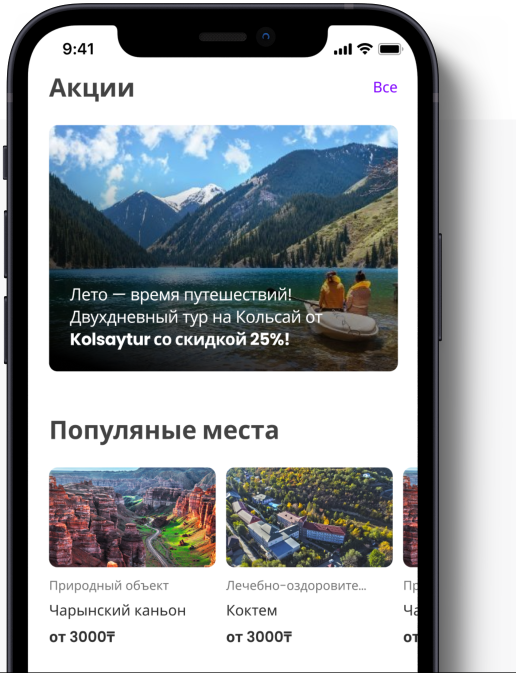 9:41
Акции
Все
Лето — время путешествий!
Двухдневный тур на Кольсай от
Kolsaytur со скидкой 25%!
Популяные места
Природный объект
Лечебно-оздоровите...
Пр
Чарынский каньон
Коктем
Ча
от 3000₸
от 3000₸
от